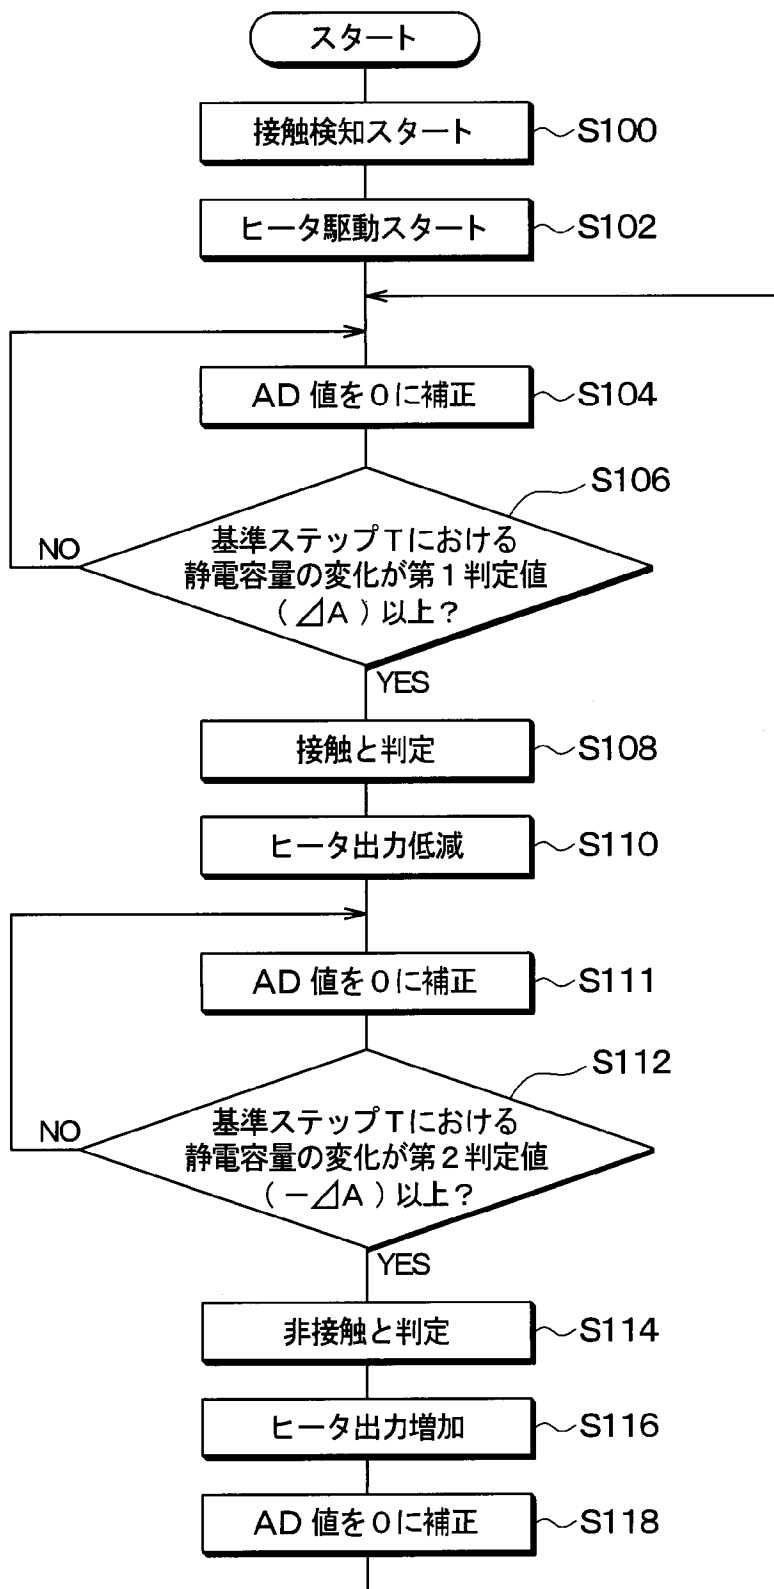 スタート
接触検知スタート
S100
ヒータ駆動スタート
S102
AD 値を0に補正
S104
S106
基準ステップTにおける
静電容量の変化が第1判定値
(⊿A)以上?
NO
YES
接触と判定
S108
ヒータ出力低減
S110
AD 値を0に補正
S111
S112
基準ステップTにおける
静電容量の変化が第2判定値
(-⊿A)以上?
NO
YES
非接触と判定
S114
ヒータ出力増加
S116
AD 値を0に補正
S118